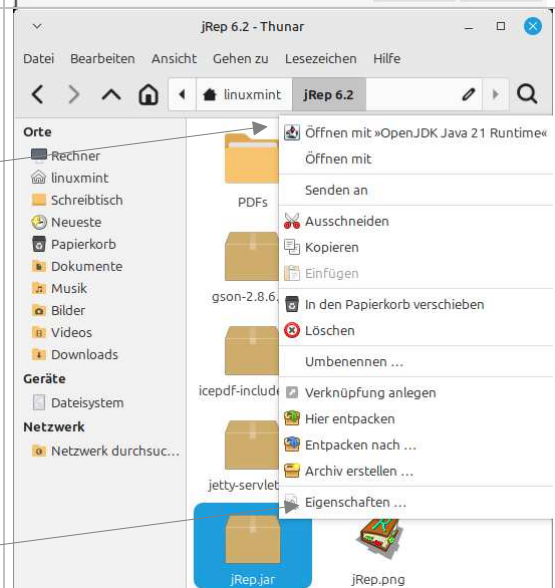 jRep 6.2 - Thunar
Datei Bearbeiten Ansicht Gehen zu Lesezeichen Hilfe
linuxmint jRep 6.2
Orte
Rechner
linuxmint
Schreibtisch
Neueste
Papierkorb
Dokumente
Musik
Bilder
Videos
Downloads
Geräte
Dateisystem
Netzwerk
Netzwerk durchsuc...
PDFs
gson-2.8.6.
icepdf-include
jetty-servlet
jRep.jar
jRep.png
Öffnen mit »OpenJDK Java 21 Runtime«
Öffnen mit
Senden an
Ausschneiden
Kopieren
Einfügen
In den Papierkorb verschieben
Löschen
Umbenennen ...
Verknüpfung anlegen
Hier entpacken
Entpacken nach ...
Archiv erstellen ...
Eigenschaften ...